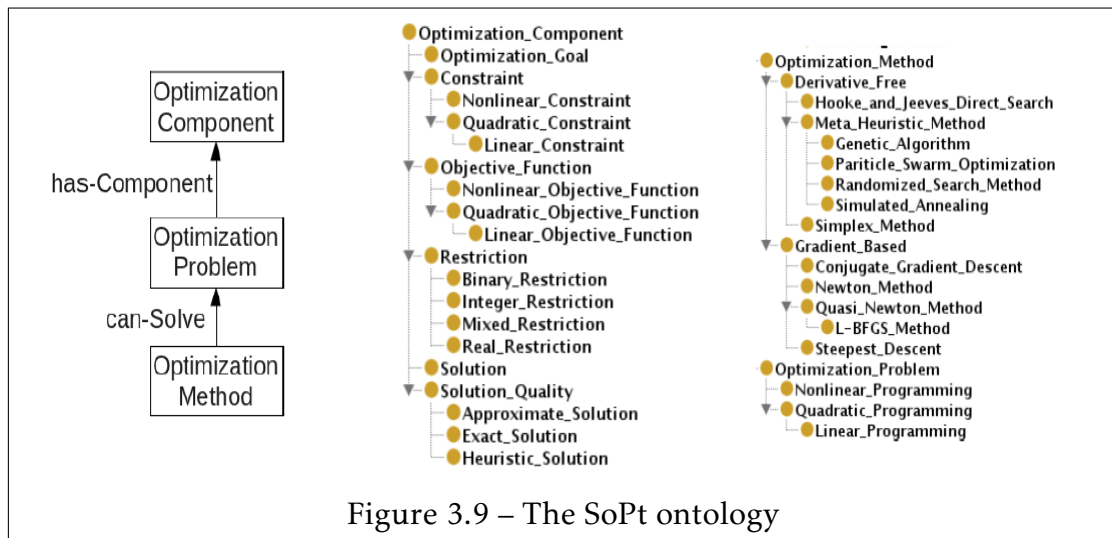 Optimization
Component
has-Component
Optimization
Problem
can-Solve
Optimization
Method
Optimization_Component
Optimization_Goal
Constraint
Nonlinear_Constraint
Quadratic_Constraint
Linear_Constraint
Objective_Function
Nonlinear_Objective_Function
Quadratic_Objective_Function
Linear_Objective_Function
Restriction
Binary_Restriction
Integer_Restriction
Mixed_Restriction
Real_Restriction
Solution
Solution_Quality
Approximate_Solution
Exact_Solution
Heuristic_Solution
Optimization_Method
Derivative_Free
Hooke_and_Jeeves_Direct_Search
Meta_Heuristic_Method
Genetic_Algorithm
Pariticle_Swarm_Optimization
Randomized_Search_Method
Simulated_Annealing
Simplex_Method
Gradient_Based
Conjugate_Gradient_Descent
Newton_Method
Quasi_Newton_Method
L-BFGS_Method
Steepest_Descent
Optimization_Problem
Nonlinear_Programming
Quadratic_Programming
Linear_Programming
Figure 3.9 – The SoPt ontology